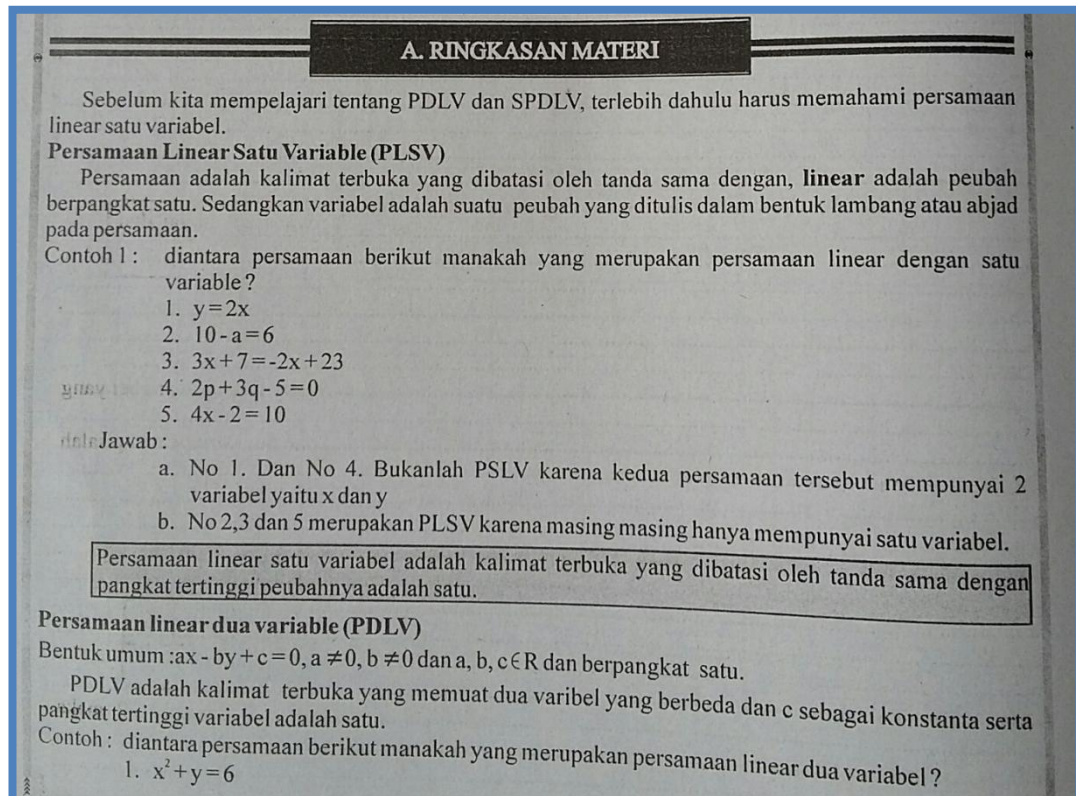 A. RINGKASAN MATERI
Sebelum kita mempelajari tentang PDLV dan SPDLV, terlebih dahulu harus memahami persamaan
linear satu variabel.
Persamaan Linear Satu Variable (PLSV)
Persamaan adalah kalimat terbuka yang dibatasi oleh tanda sama dengan, linear adalah peubah
berpangkat satu. Sedangkan variabel adalah suatu peubah yang ditulis dalam bentuk lambang atau abjad
pada persamaan.
Contoh 1 : diantara persamaan berikut manakah yang merupakan persamaan linear dengan satu
variable ?
1. y = 2x
2. 10 - a = 6
3. 3x + 7 = -2x + 23
4. 2p + 3q - 5 = 0
5. 4x - 2 = 10
Jawab :
a. No 1. Dan No 4. Bukanlah PSLV karena kedua persamaan tersebut mempunyai 2
variabel yaitu x dan y
b. No 2,3 dan 5 merupakan PLSV karena masing masing hanya mempunyai satu variabel.
Persamaan linear satu variabel adalah kalimat terbuka yang dibatasi oleh tanda sama dengan
pangkat tertinggi peubahnya adalah satu.
Persamaan linear dua variable (PDLV)
Bentuk umum :ax - by + c = 0, a ≠ 0, b ≠ 0 dan a, b, c ∈ R dan berpangkat satu.
PDLV adalah kalimat terbuka yang memuat dua varibel yang berbeda dan c sebagai konstanta serta
pangkat tertinggi variabel adalah satu.
Contoh : diantara persamaan berikut manakah yang merupakan persamaan linear dua variabel ?
1. x² + y = 6